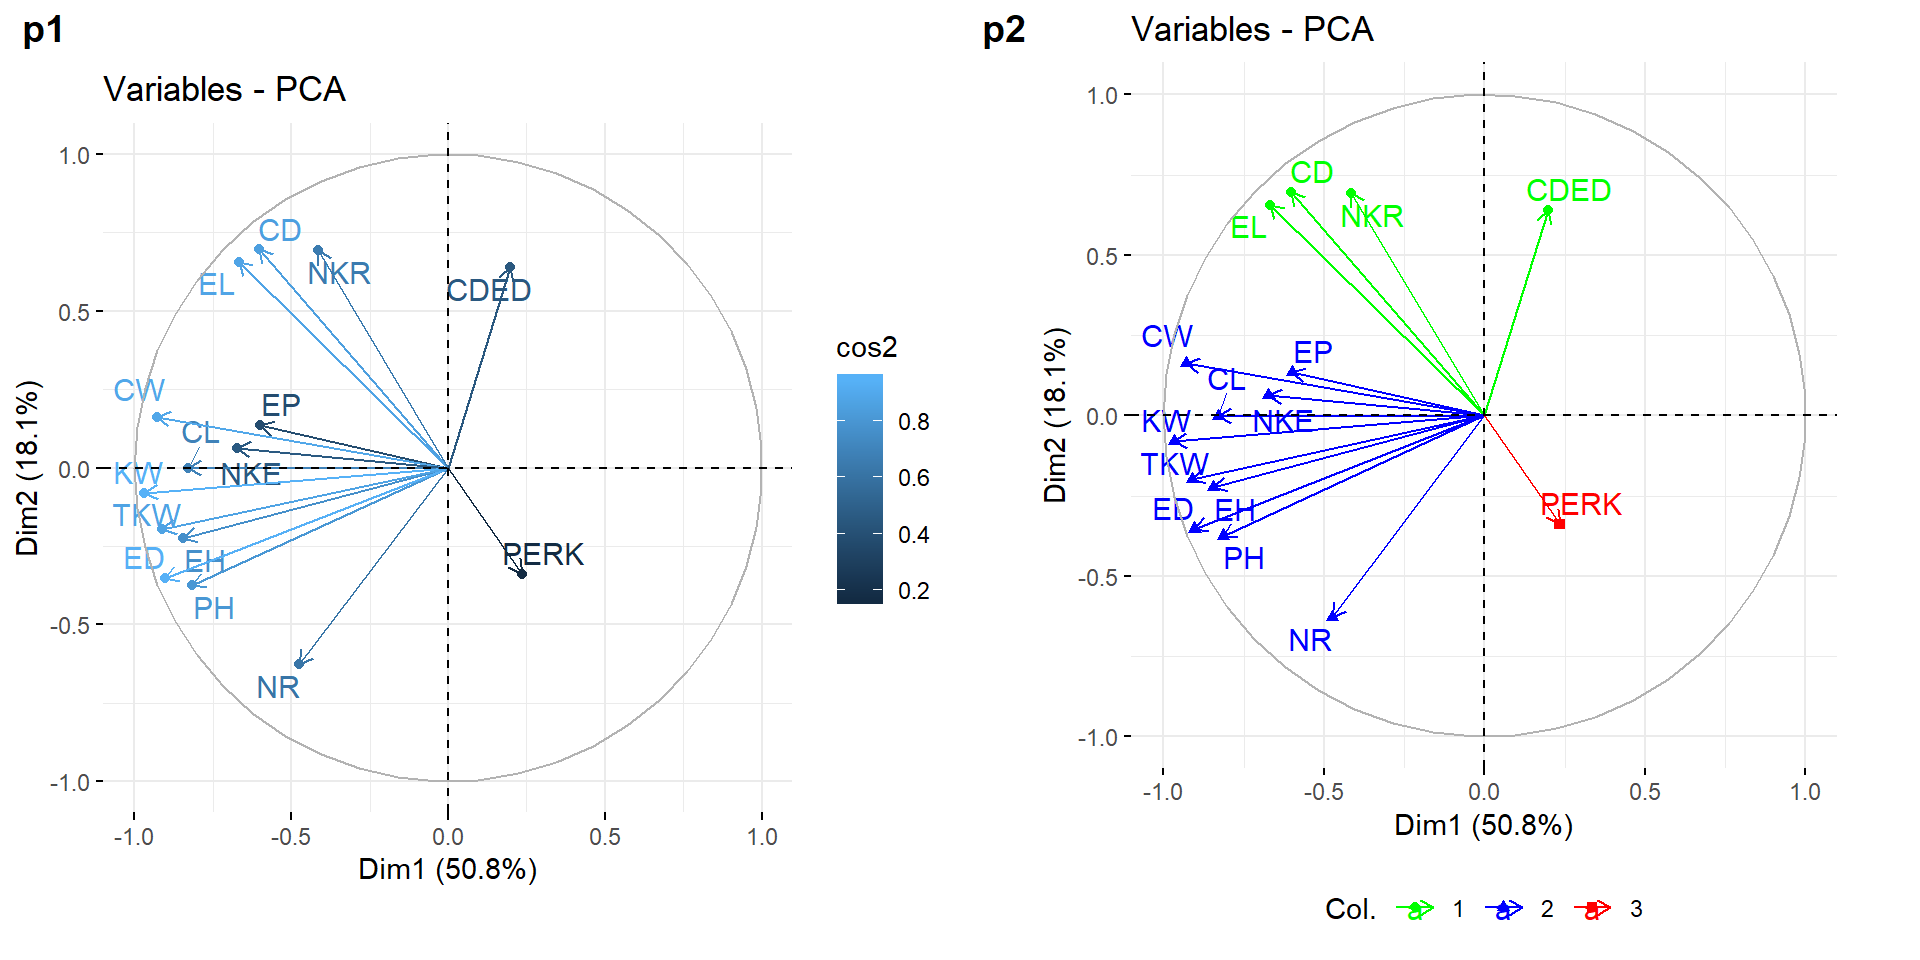 p1
Variables - PCA
1.0
0.5
0.0
-0.5
-1.0
Dim2 (18.1%)
CD
EL
NKR
CDED
CW
EP
CL
NKE
KW
TKW
ED
EH
PH
PERK
NR
-1.0 -0.5 0.0 0.5 1.0
Dim1 (50.8%)
cos2
0.8
0.6
0.4
0.2
p2
Variables - PCA
1.0
0.5
0.0
-0.5
-1.0
Dim2 (18.1%)
CD
EL
NKR
CDED
CW
EP
CL
NKE
KW
TKW
ED
EH
PH
PERK
NR
-1.0 -0.5 0.0 0.5 1.0
Dim1 (50.8%)
Col. a 1 a 2 a 3